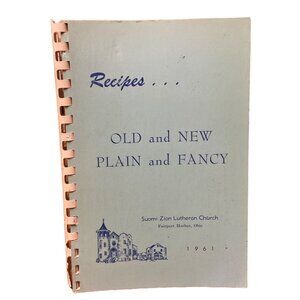 Recipes . . .
OLD and NEW
PLAIN and FANCY
Suomi Zion Lutheran Church
Fairport Harbor, Ohio
1961